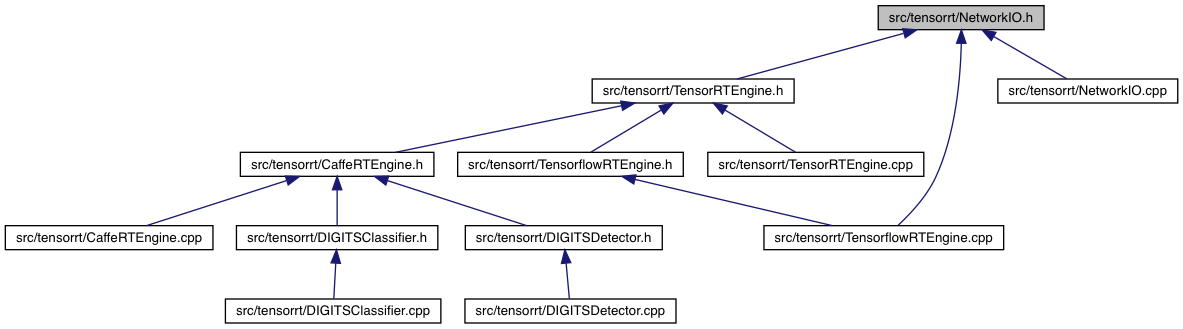 src/tensorrt/NetworkIO.h
src/tensorrt/TensorRTEngine.h
src/tensorrt/NetworkIO.cpp
src/tensorrt/CaffeRTEngine.h
src/tensorrt/TensorflowRTEngine.h
src/tensorrt/TensorRTEngine.cpp
src/tensorrt/CaffeRTEngine.cpp
src/tensorrt/DIGITSClassifier.h
src/tensorrt/DIGITSDetector.h
src/tensorrt/TensorflowRTEngine.cpp
src/tensorrt/DIGITSClassifier.cpp
src/tensorrt/DIGITSDetector.cpp